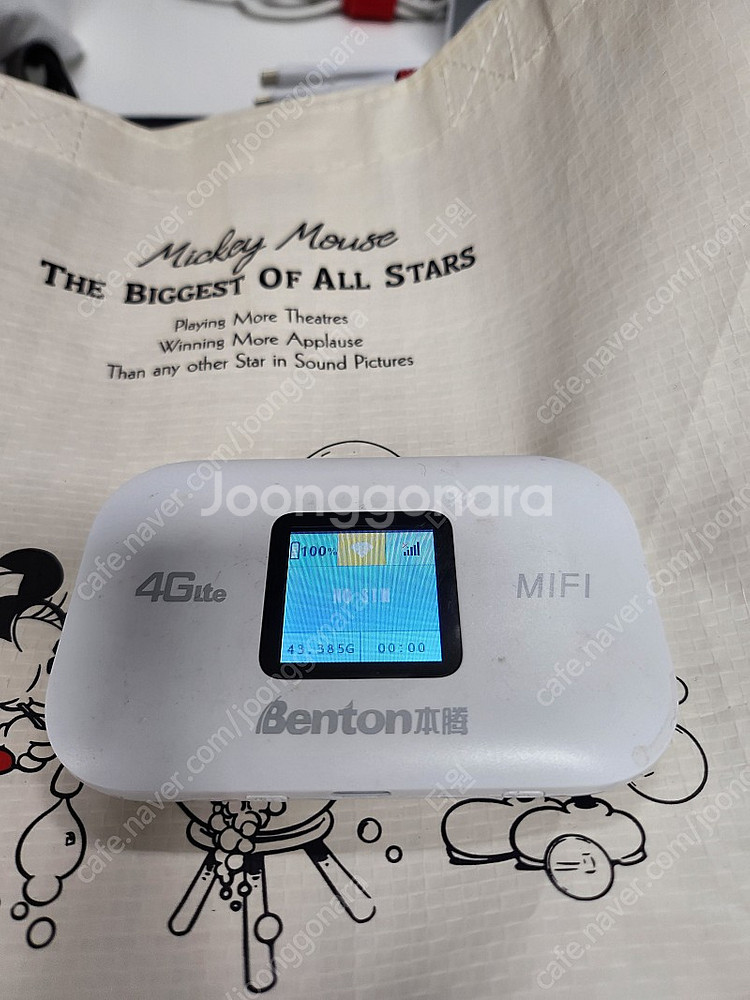 Mickey Mouse
THE BIGGEST OF ALL STARS
Playing More Theatres
Winning More Applause
Than any other Star in Sound Pictures
Joonggonara
100%
4GLte
MIFI
NO-SIM
43.385G 00:00
Benton本腾
cafe.naver.com/joonggonara
더원